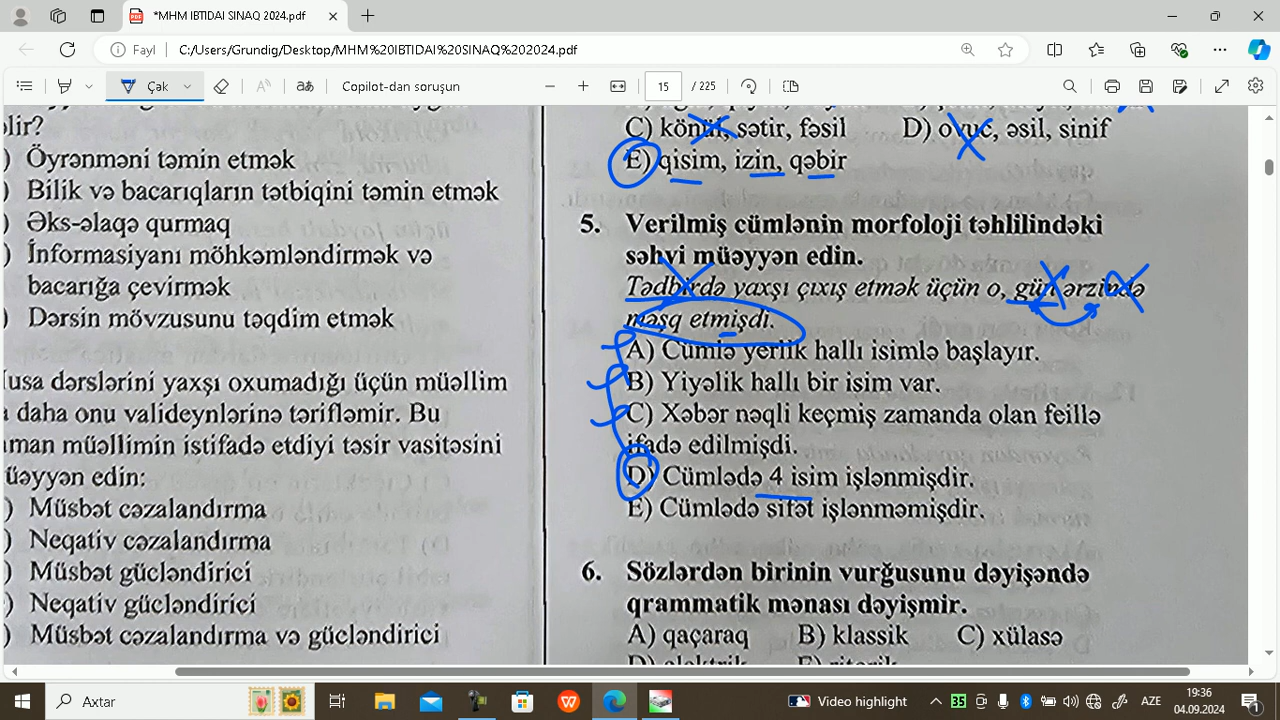 *MHM IBTIDAI SINAQ 2024.pdf
Fayl
C:/Users/Grundig/Desktop/MHM%20IBTIDAI%20SINAQ%202024.pdf
Çak
Copilot-dan soruşun
15 / 225
lir?
) Öyrənməni təmin etmək
) Bilik və bacarıqların tətbiqini təmin etmək
) Əks-əlaqə qurmaq
) İnformasiyanı möhkəmləndirmək və
bacarığa çevirmək
) Dərsin mövzusunu təqdim etmək
usa dərslərini yaxşı oxumadığı üçün müəllim
daha onu valideynlərinə tərifləmir. Bu
man müəllimin istifadə etdiyi təsir vasitəsini
üəyyən edin:
) Müsbət cəzalandırma
) Neqativ cəzalandırma
) Müsbət gücləndirici
) Neqativ gücləndirici
) Müsbət cəzalandırma və gücləndirici
C) könül, sətir, fəsil D) ovuc, əsil, sinif
E) qisim, izin, qəbir
5. Verilmiş cümlənin morfoloji təhlilindəki
səhvi müəyyən edin.
Tədbirdə yaxşı çıxış etmək üçün o, gün ərzində
məşq etmişdi.
A) Cümlə yerlik hallı isimlə başlayır.
B) Yiyəlik hallı bir isim var.
C) Xəbər nəqli keçmiş zamanda olan feillə
ifadə edilmişdi.
D) Cümlədə 4 isim işlənmişdir.
E) Cümlədə sifət işlənməmişdir.
6. Sözlərdən birinin vurğusunu dəyişəndə
qrammatik mənası dəyişmir.
A) qaçaraq B) klassik C) xülasə
Axtar
Video highlight
35
AZE
19:36
04.09.2024